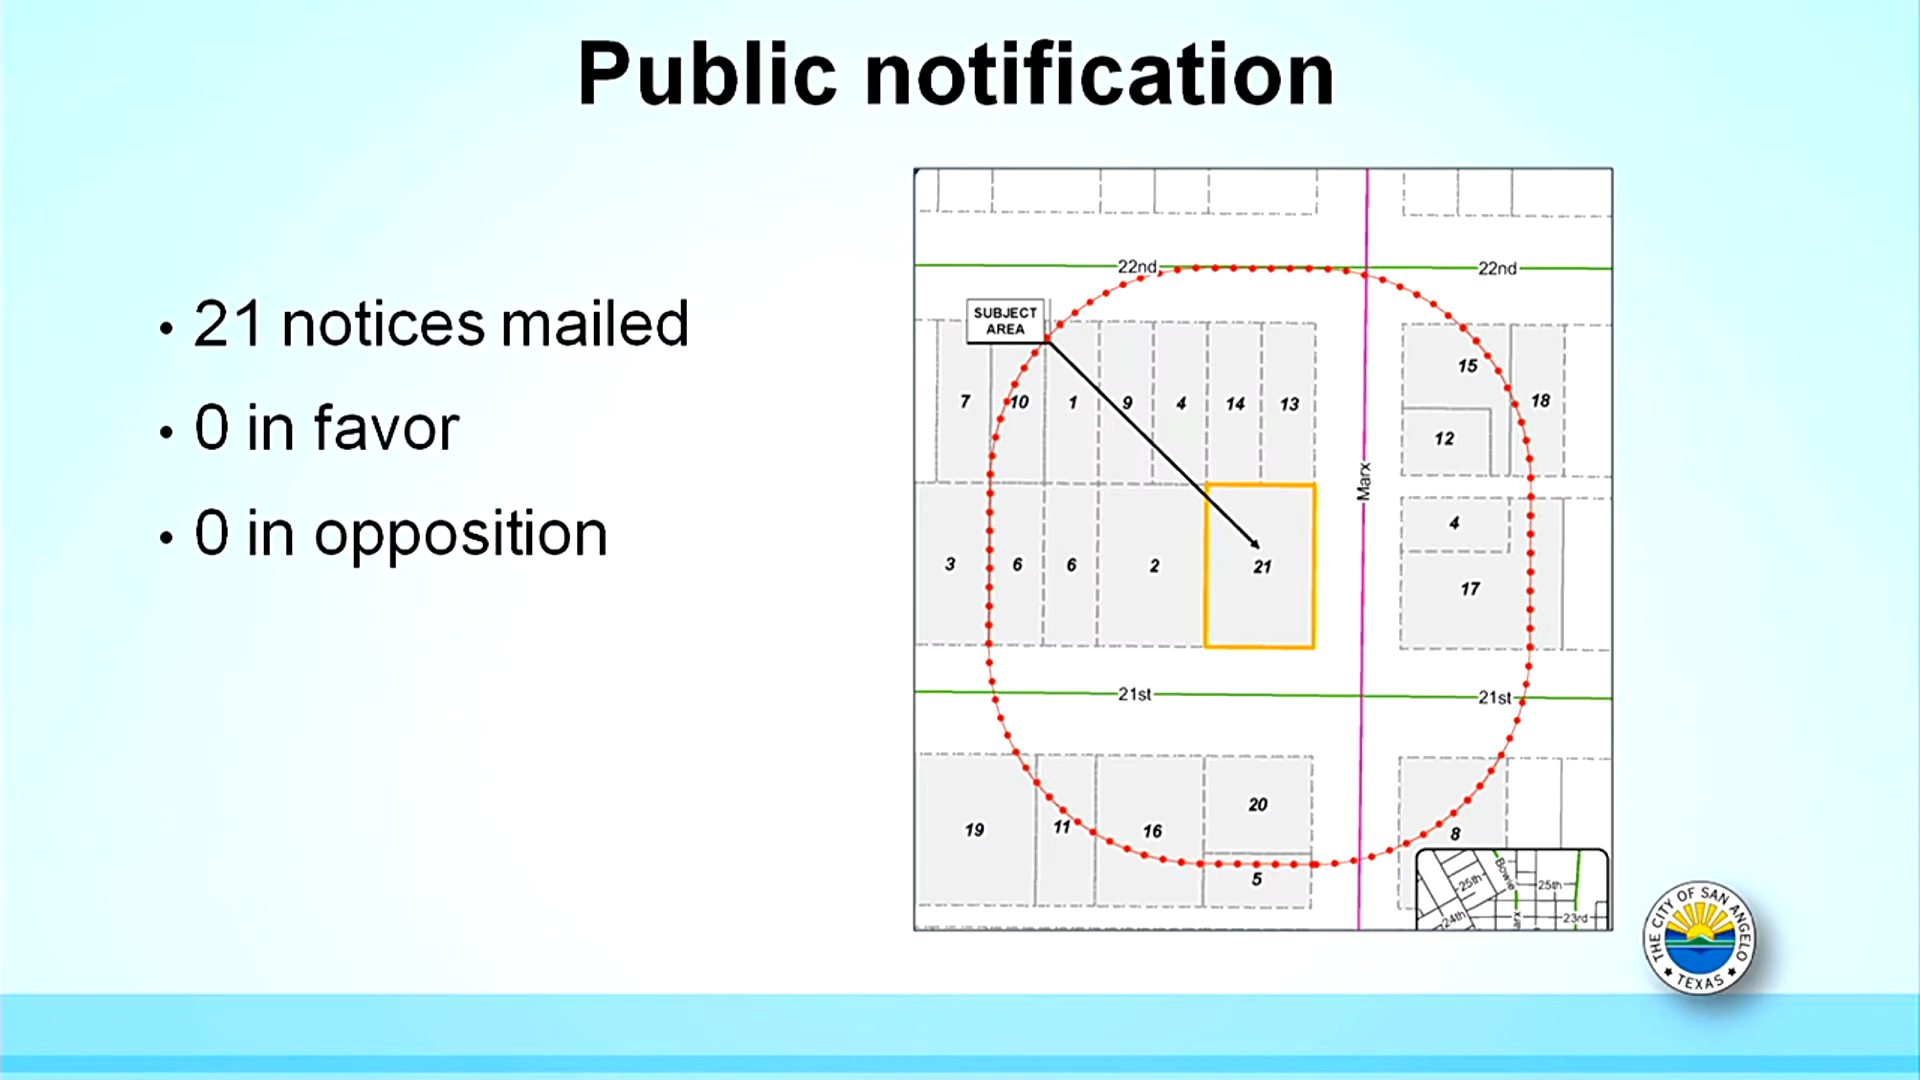 Public notification
• 21 notices mailed
• 0 in favor
• 0 in opposition
22nd
22nd
SUBJECT
AREA
7
10
1
9
4
14
13
15
18
12
Marx
3
6
6
2
21
4
17
21st
21st
19
11
16
20
5
8
Bowie
25th
25th
24th
23rd
THE CITY OF SAN ANGELO
TEXAS